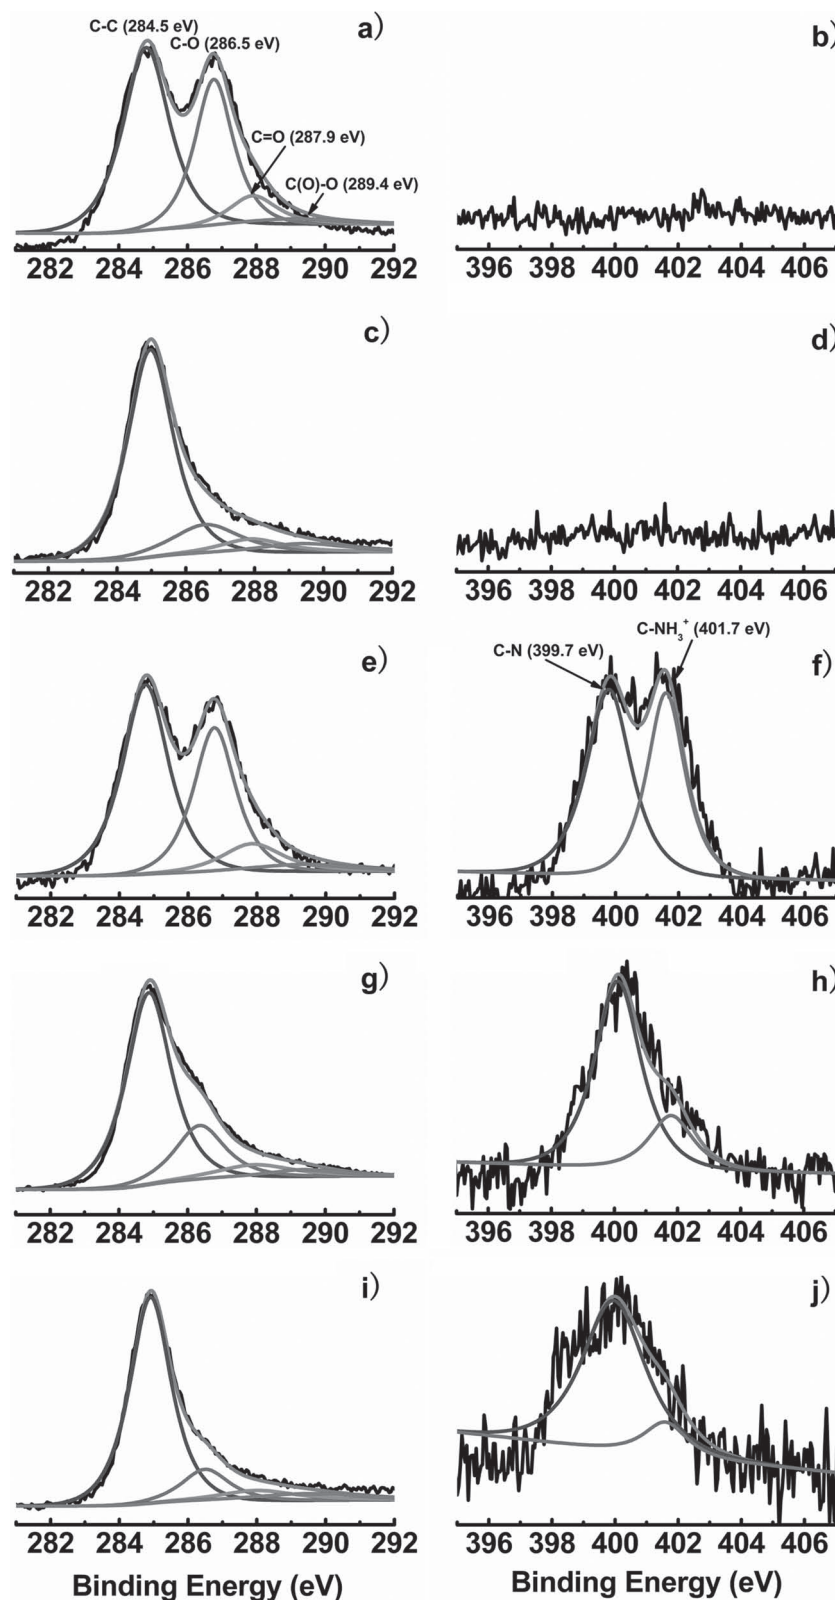 C-C (284.5 eV)
C-O (286.5 eV)
C=O (287.9 eV)
C(O)-O (289.4 eV)
a)
282 284 286 288 290 292
b)
396 398 400 402 404 406
c)
282 284 286 288 290 292
d)
396 398 400 402 404 406
e)
282 284 286 288 290 292
C-N (399.7 eV)
C-NH₃⁺ (401.7 eV)
f)
396 398 400 402 404 406
g)
282 284 286 288 290 292
h)
396 398 400 402 404 406
i)
282 284 286 288 290 292
Binding Energy (eV)
j)
396 398 400 402 404 406
Binding Energy (eV)